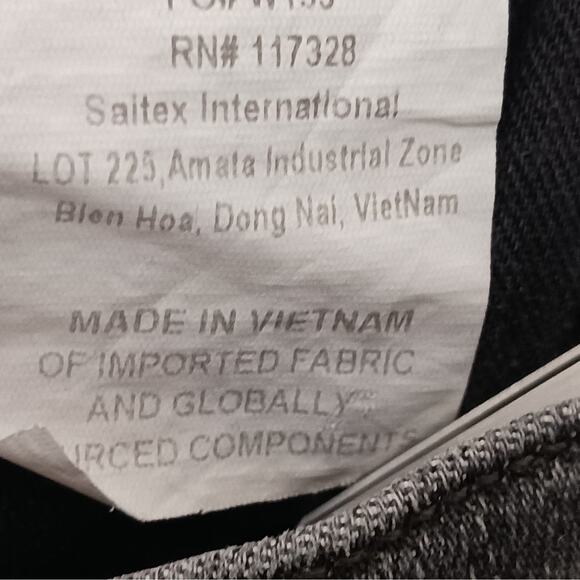 RN# 117328
Saitex International
LOT 225, Amata Industrial Zone
Bien Hoa, Dong Nai, VietNam
MADE IN VIETNAM
OF IMPORTED FABRIC
AND GLOBALLY
URCED COMPONENTS